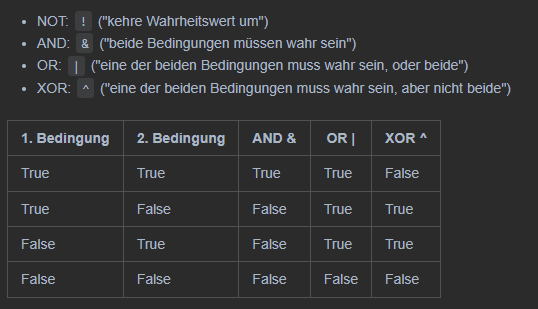 • NOT: ! ("kehre Wahrheitswert um")
• AND: & ("beide Bedingungen müssen wahr sein")
• OR: | ("eine der beiden Bedingungen muss wahr sein, oder beide")
• XOR: ^ ("eine der beiden Bedingungen muss wahr sein, aber nicht beide")
1. Bedingung 2. Bedingung AND & OR | XOR ^
True True True True False
True False False True True
False True False True True
False False False False False